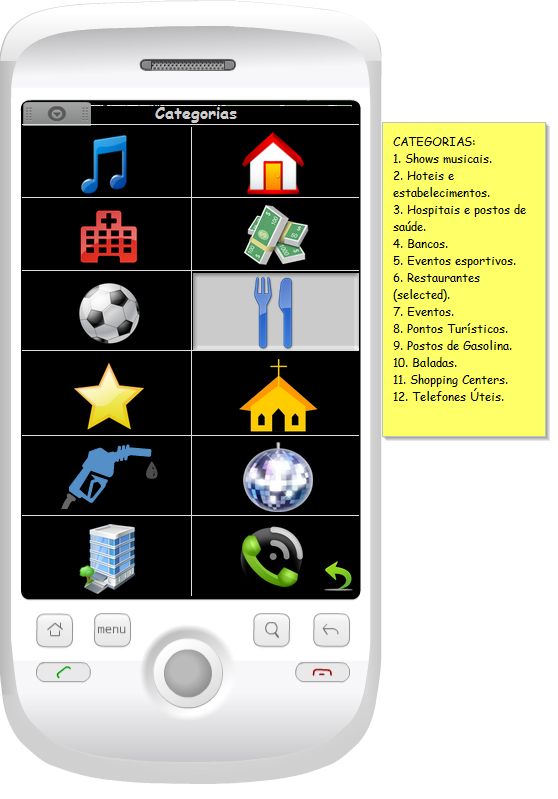 Categorias
CATEGORIAS:
1. Shows musicais.
2. Hoteis e
estabelecimentos.
3. Hospitais e postos de
saúde.
4. Bancos.
5. Eventos esportivos.
6. Restaurantes
(selected).
7. Eventos.
8. Pontos Turísticos.
9. Postos de Gasolina.
10. Baladas.
11. Shopping Centers.
12. Telefones Úteis.
menu